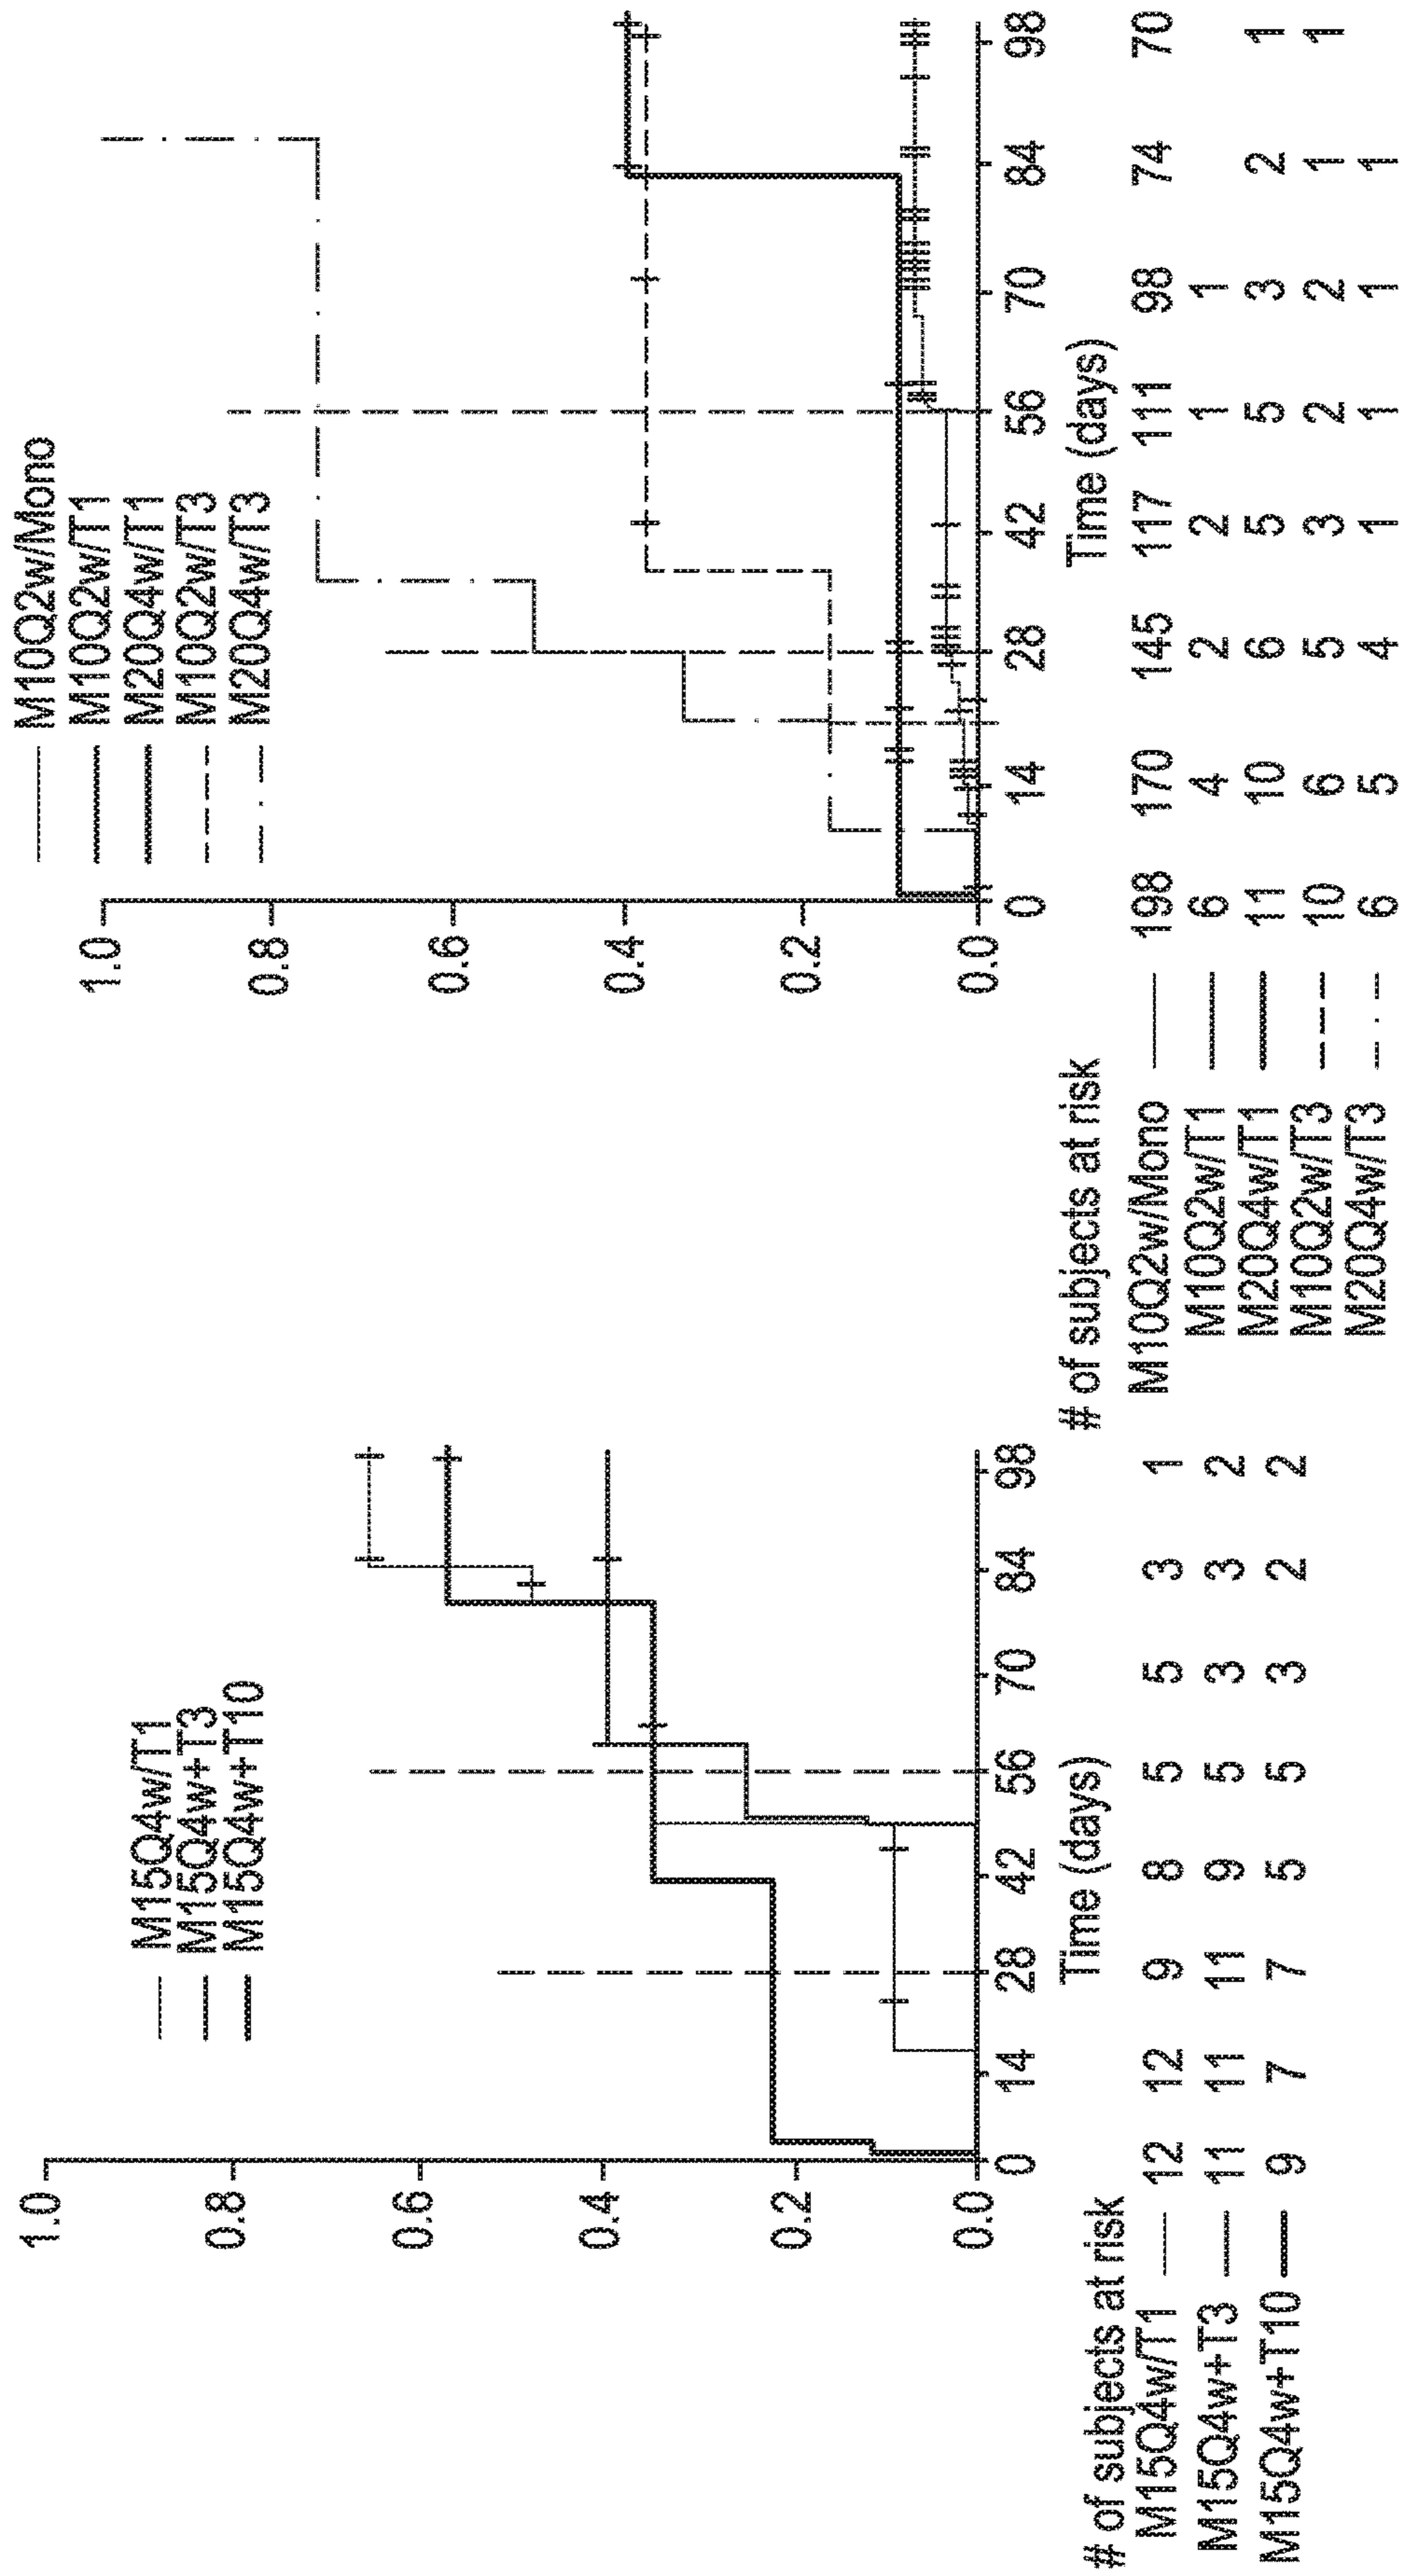 M15Q4w/T1
M15Q4w+T3
M15Q4w+T10
1.0
0.8
0.6
0.4
0.2
0.0
0 14 28 42 56 70 84 98
Time (days)
# of subjects at risk
M15Q4w/T1 12 12 9 8 5 5 3 1
M15Q4w+T3 11 11 11 9 5 3 3 2
M15Q4w+T10 9 7 7 5 5 3 2 2
M10Q2w/Mono
M10Q2w/T1
M20Q4w/T1
M10Q2w/T3
M20Q4w/T3
1.0
0.8
0.6
0.4
0.2
0.0
0 14 28 42 56 70 84 98
Time (days)
# of subjects at risk
M10Q2w/Mono 198 170 145 117 111 98 74 70
M10Q2w/T1 6 4 2 2 1 1
M20Q4w/T1 11 10 6 5 5 3 2 1
M10Q2w/T3 10 6 5 3 2 2 1 1
M20Q4w/T3 6 5 4 1 1 1 1